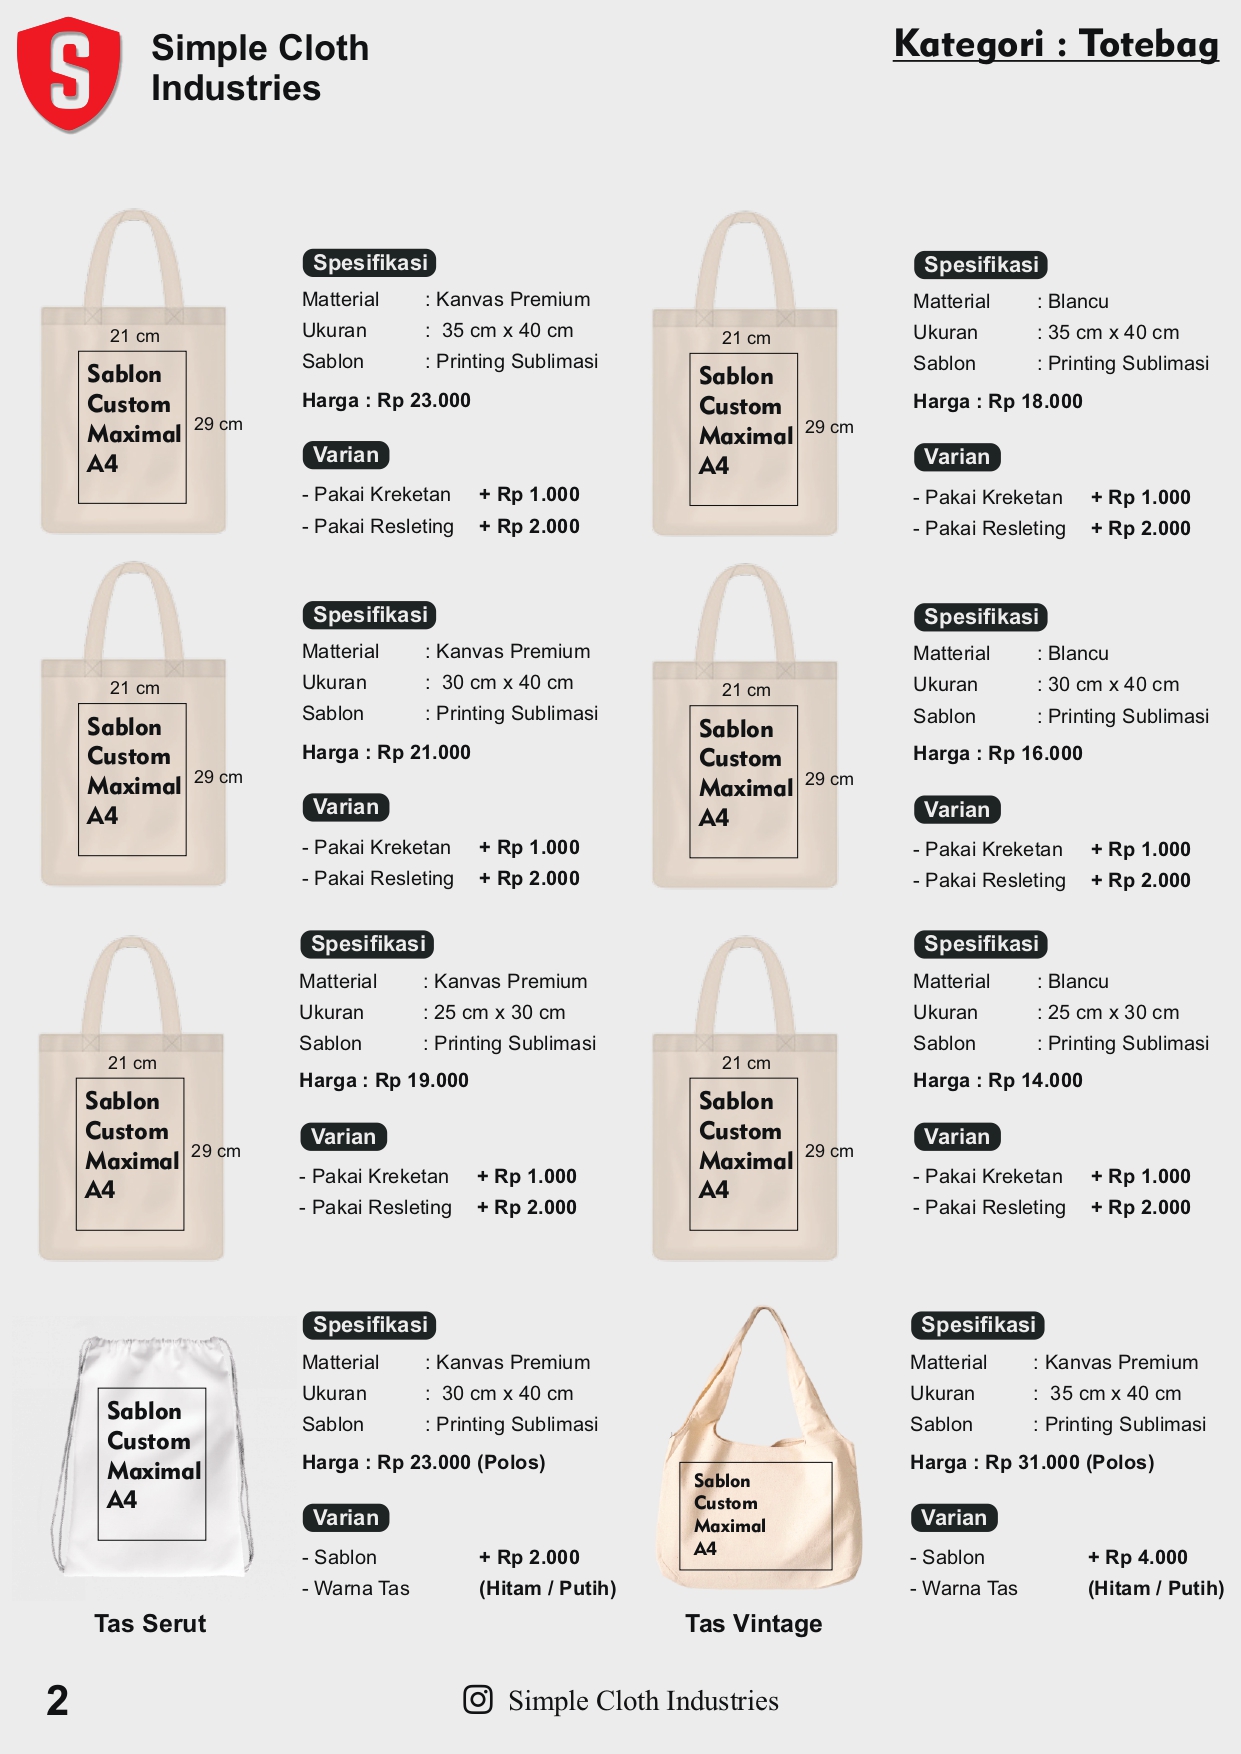 S
Simple Cloth
Industries
Kategori : Totebag
21 cm
Sablon
Custom
Maximal
A4
29 cm
Spesifikasi
Matterial : Kanvas Premium
Ukuran : 35 cm x 40 cm
Sablon : Printing Sublimasi
Harga : Rp 23.000
Varian
- Pakai Kreketan + Rp 1.000
- Pakai Resleting + Rp 2.000
21 cm
Sablon
Custom
Maximal
A4
29 cm
Spesifikasi
Matterial : Blancu
Ukuran : 35 cm x 40 cm
Sablon : Printing Sublimasi
Harga : Rp 18.000
Varian
- Pakai Kreketan + Rp 1.000
- Pakai Resleting + Rp 2.000
21 cm
Sablon
Custom
Maximal
A4
29 cm
Spesifikasi
Matterial : Kanvas Premium
Ukuran : 30 cm x 40 cm
Sablon : Printing Sublimasi
Harga : Rp 21.000
Varian
- Pakai Kreketan + Rp 1.000
- Pakai Resleting + Rp 2.000
21 cm
Sablon
Custom
Maximal
A4
29 cm
Spesifikasi
Matterial : Blancu
Ukuran : 30 cm x 40 cm
Sablon : Printing Sublimasi
Harga : Rp 16.000
Varian
- Pakai Kreketan + Rp 1.000
- Pakai Resleting + Rp 2.000
21 cm
Sablon
Custom
Maximal
A4
29 cm
Spesifikasi
Matterial : Kanvas Premium
Ukuran : 25 cm x 30 cm
Sablon : Printing Sublimasi
Harga : Rp 19.000
Varian
- Pakai Kreketan + Rp 1.000
- Pakai Resleting + Rp 2.000
21 cm
Sablon
Custom
Maximal
A4
29 cm
Spesifikasi
Matterial : Blancu
Ukuran : 25 cm x 30 cm
Sablon : Printing Sublimasi
Harga : Rp 14.000
Varian
- Pakai Kreketan + Rp 1.000
- Pakai Resleting + Rp 2.000
Sablon
Custom
Maximal
A4
Tas Serut
Spesifikasi
Matterial : Kanvas Premium
Ukuran : 30 cm x 40 cm
Sablon : Printing Sublimasi
Harga : Rp 23.000 (Polos)
Varian
- Sablon + Rp 2.000
- Warna Tas (Hitam / Putih)
Sablon
Custom
Maximal
A4
Tas Vintage
Spesifikasi
Matterial : Kanvas Premium
Ukuran : 35 cm x 40 cm
Sablon : Printing Sublimasi
Harga : Rp 31.000 (Polos)
Varian
- Sablon + Rp 4.000
- Warna Tas (Hitam / Putih)
2
Simple Cloth Industries